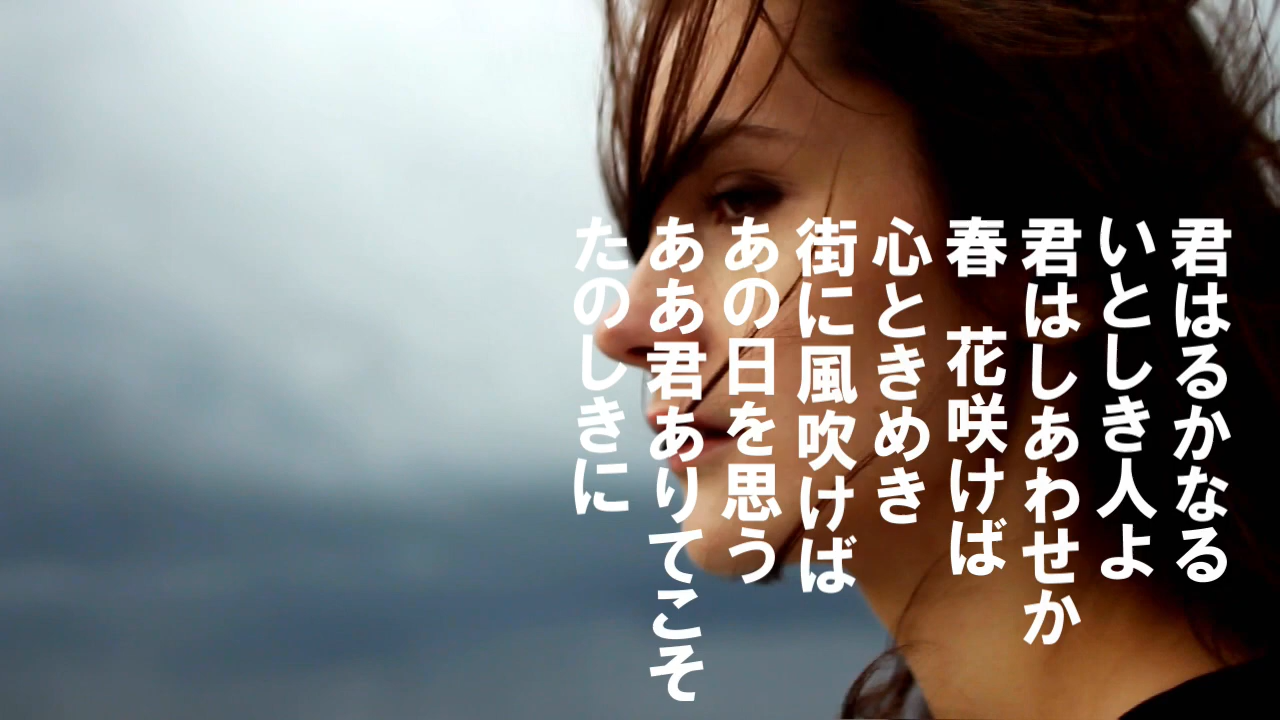 君はるかなる
いとしき人よ
君はしあわせか
春　花咲けば
心ときめき
街に風吹けば
あの日を思う
ああ君ありてこそ
たのしきに